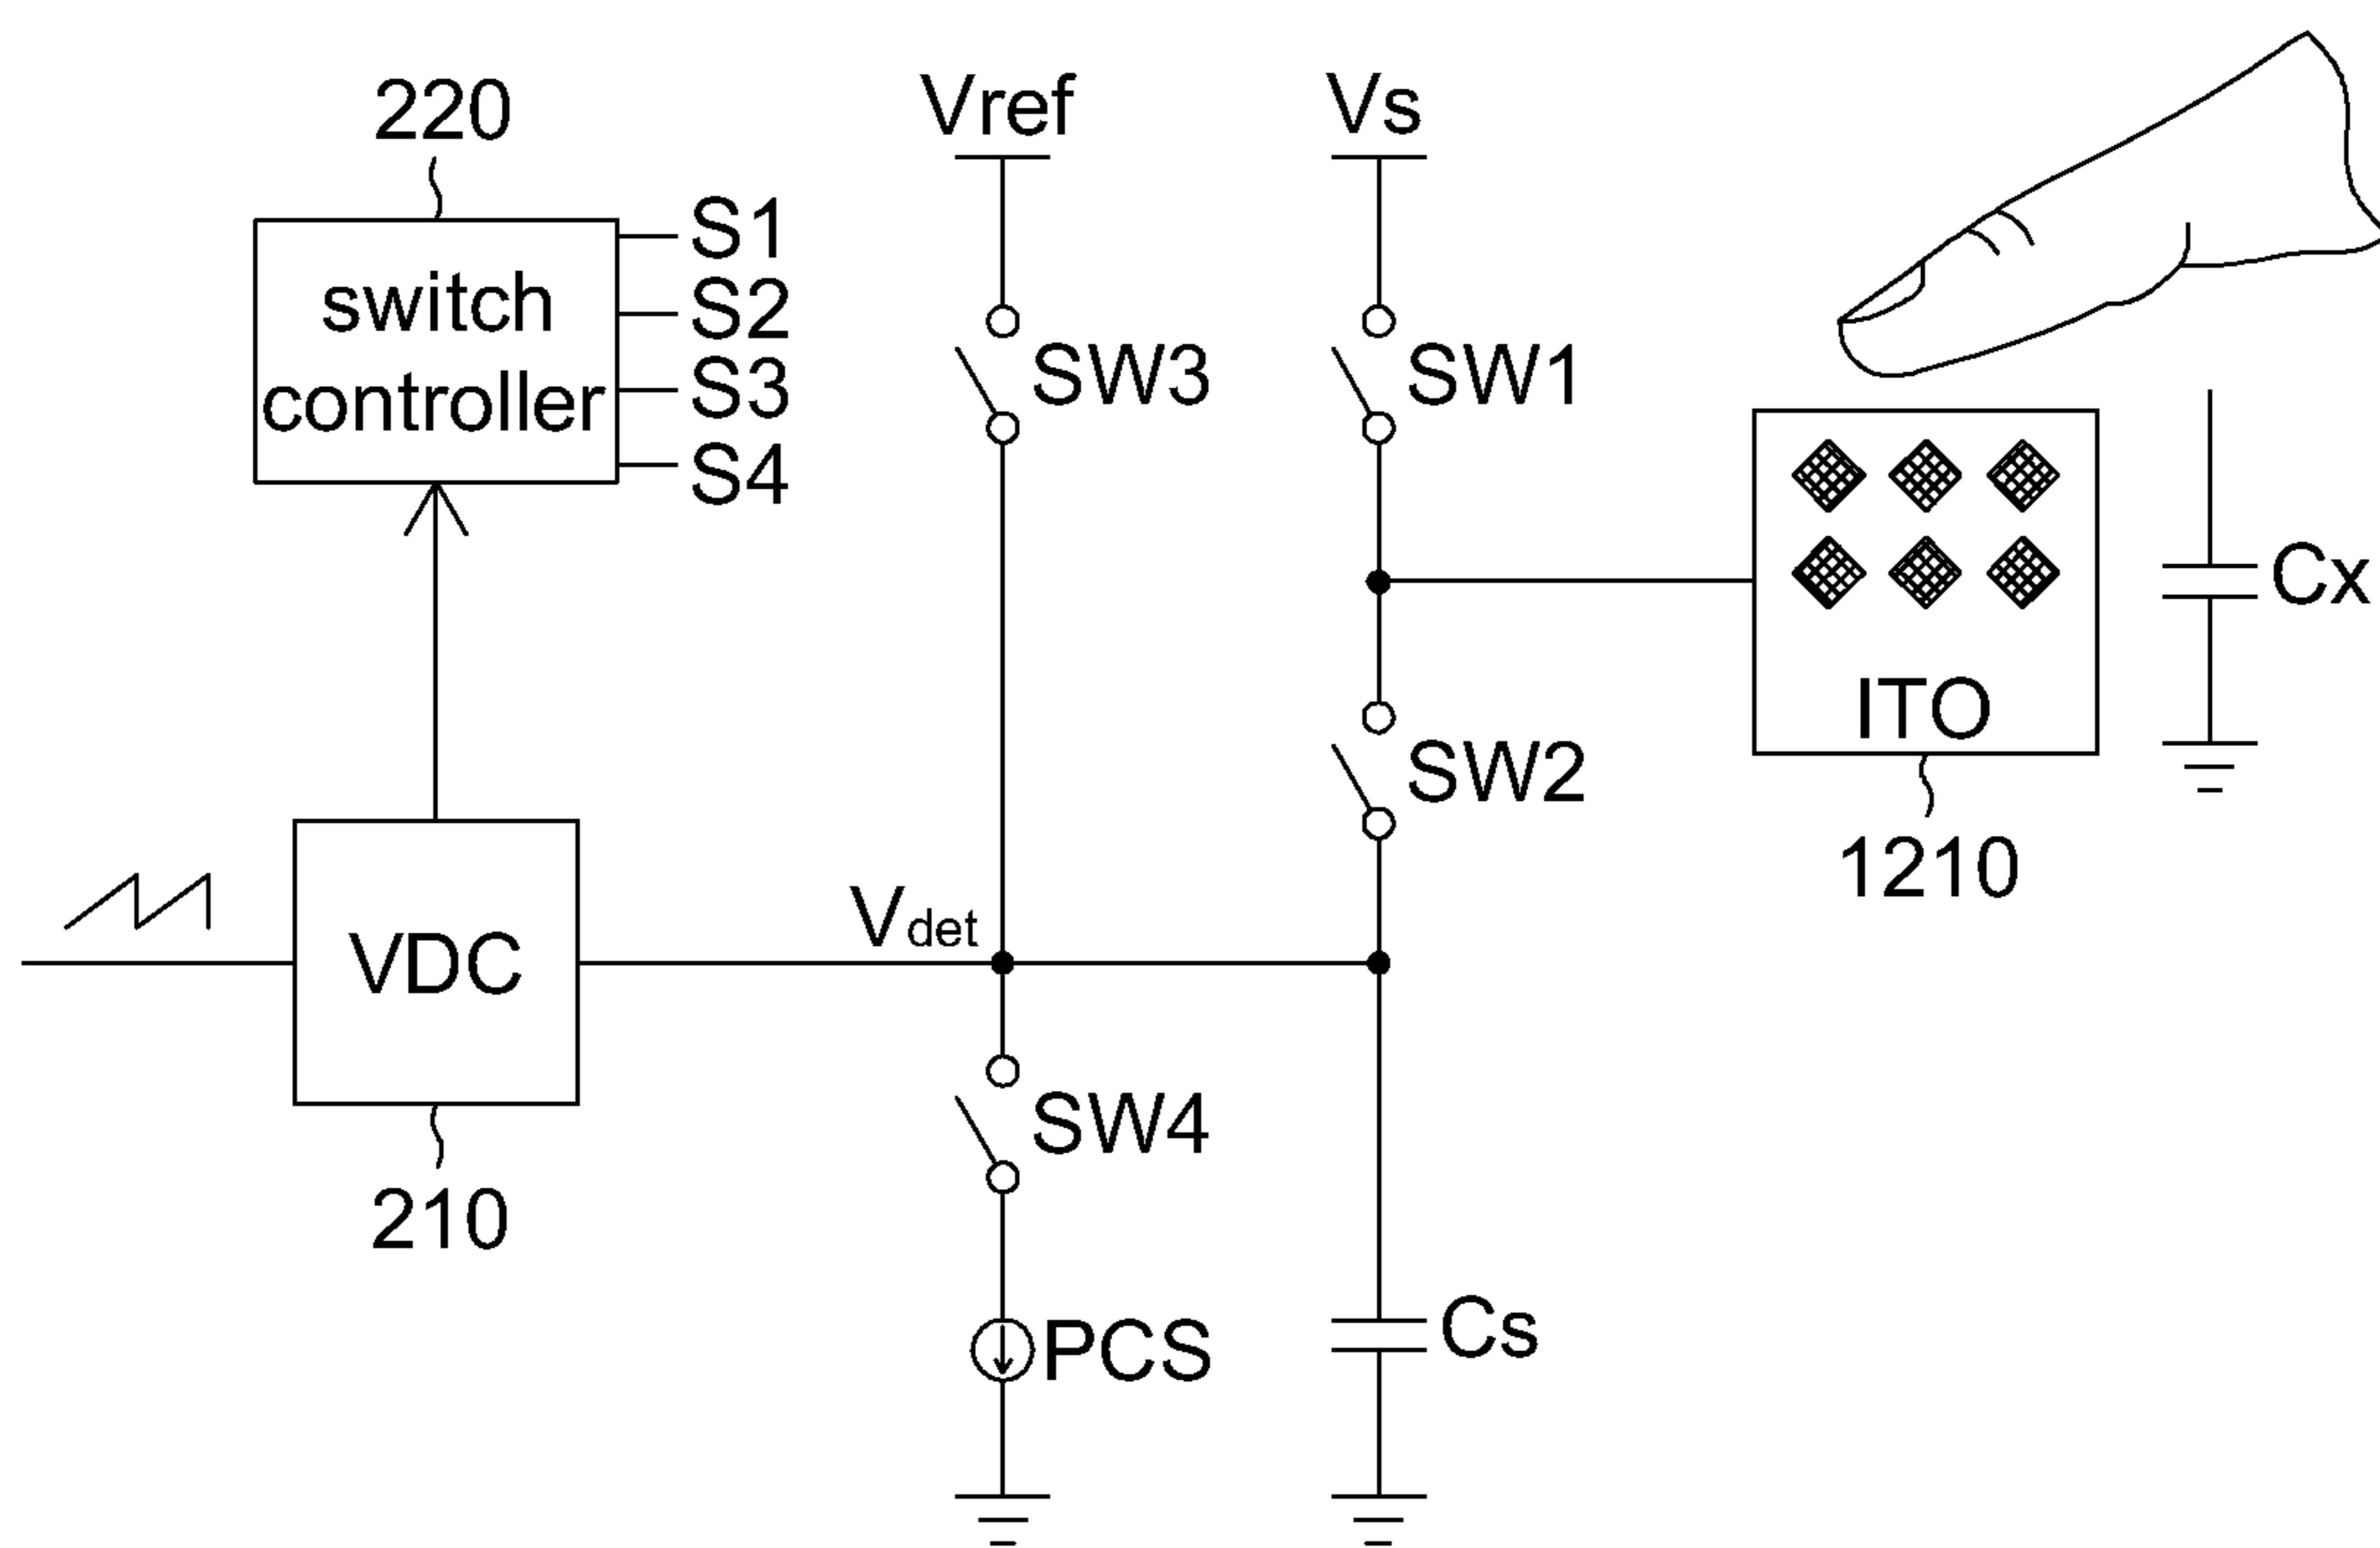 220
Vref
Vs
S1
S2
S3
S4
switch
controller
SW3
SW1
Cx
ITO
SW2
1210
Vdet
VDC
SW4
210
PCS
Cs